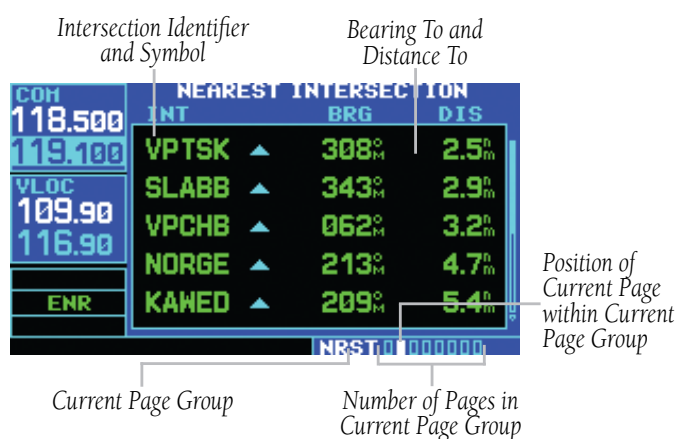 Intersection Identifier
and Symbol
Bearing To and
Distance To
COM
118.500
119.100
VLOC
109.90
116.90
ENR
NEAREST INTERSECTION
INT BRG DIS
VPTSK 308°M 2.5nm
SLABB 343°M 2.9nm
VPCHB 062°M 3.2nm
NORGE 213°M 4.7nm
KAWED 209°M 5.4nm
NRST
Position of
Current Page
within Current
Page Group
Current Page Group
Number of Pages in
Current Page Group